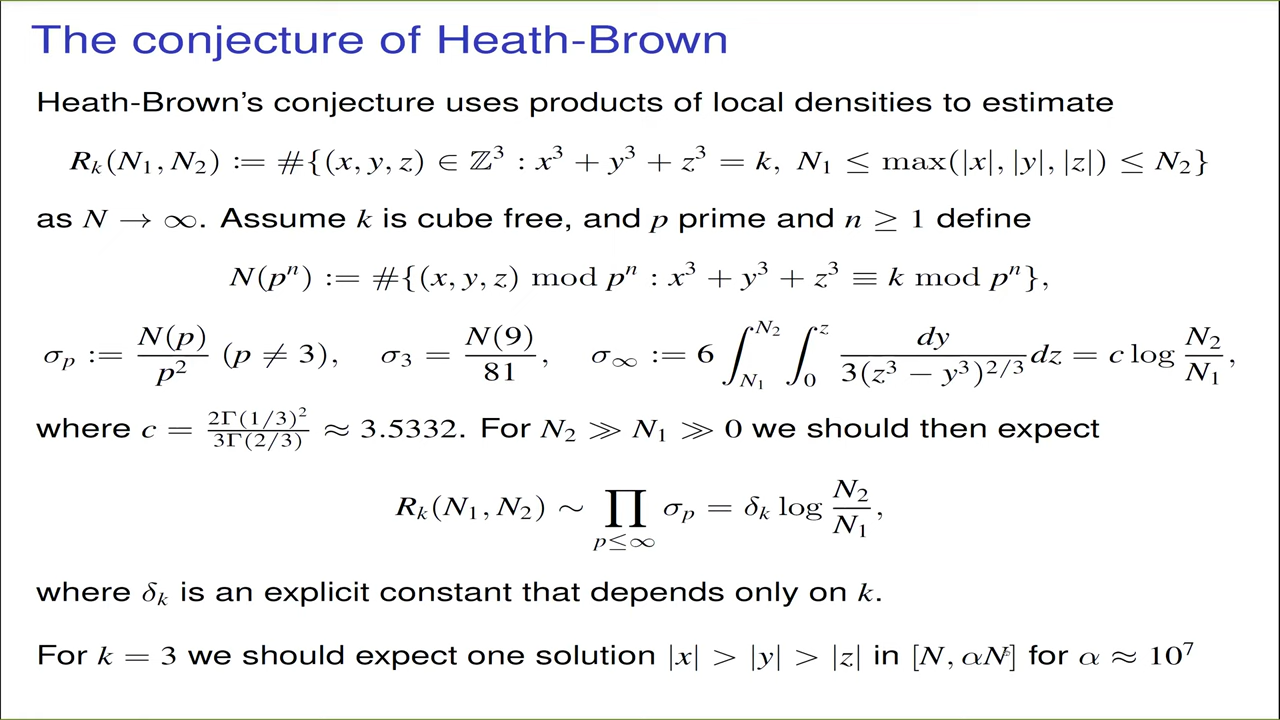 The conjecture of Heath-Brown
Heath-Brown's conjecture uses products of local densities to estimate
R_k(N_1, N_2) := #{(x, y, z) ∈ ℤ^3 : x^3 + y^3 + z^3 = k, N_1 ≤ max(|x|, |y|, |z|) ≤ N_2}
as N → ∞. Assume k is cube free, and p prime and n ≥ 1 define
N(p^n) := #{(x, y, z) mod p^n : x^3 + y^3 + z^3 ≡ k mod p^n},
σ_p := N(p)/p^2 (p ≠ 3), σ_3 = N(9)/81, σ_∞ := 6 ∫_{N_1}^{N_2} ∫_0^z dy/(3(z^3 − y^3)^{2/3}) dz = c log N_2/N_1,
where c = 2Γ(1/3)^2/3Γ(2/3) ≈ 3.5332. For N_2 ≫ N_1 ≫ 0 we should then expect
R_k(N_1, N_2) ∼ ∏_{p≤∞} σ_p = δ_k log N_2/N_1,
where δ_k is an explicit constant that depends only on k.
For k = 3 we should expect one solution |x| > |y| > |z| in [N, αN] for α ≈ 10^7